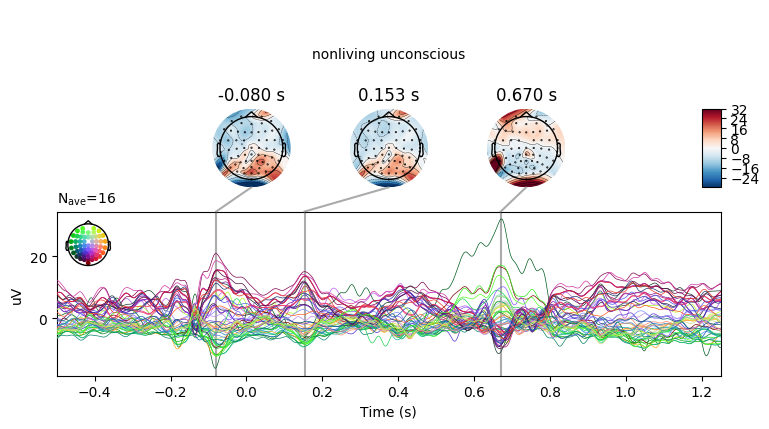 nonliving unconscious
-0.080 s 0.153 s 0.670 s
32
24
16
8
0
−8
−16
−24
Nave=16
20
0
uV
−0.4 −0.2 0.0 0.2 0.4 0.6 0.8 1.0 1.2
Time (s)